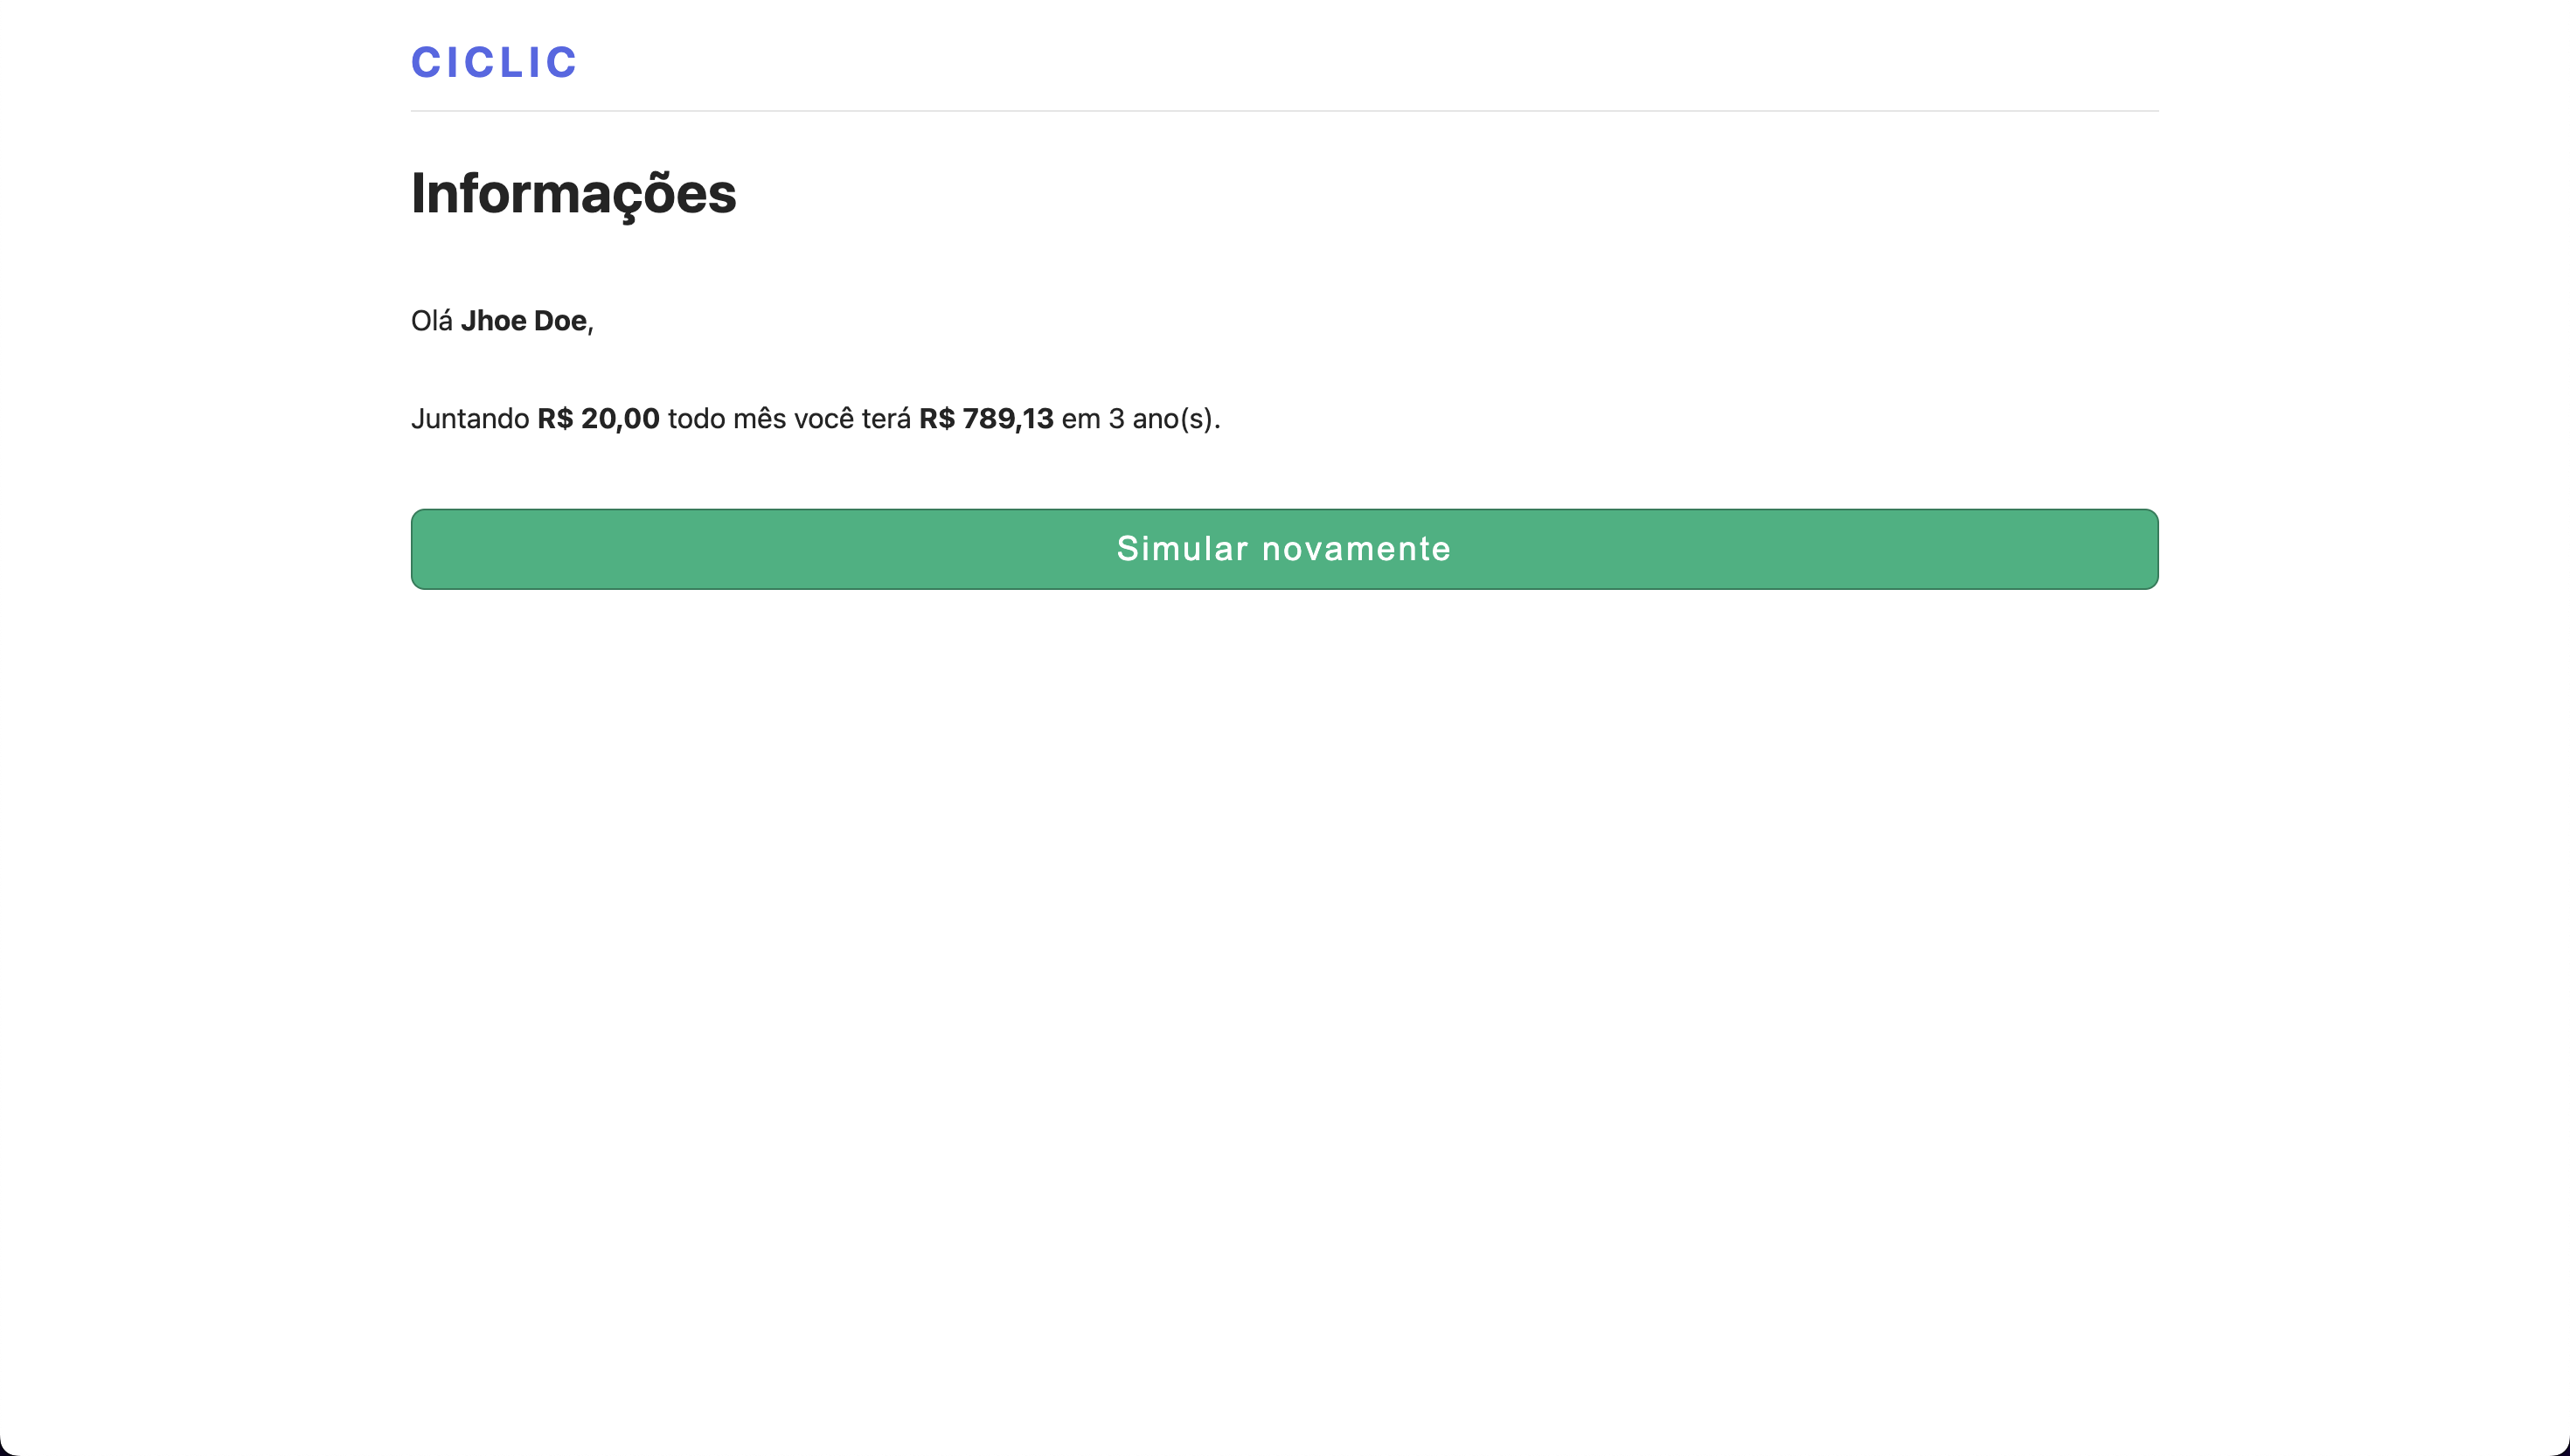 CICLIC
Informações
Olá Jhoe Doe,
Juntando R$ 20,00 todo mês você terá R$ 789,13 em 3 ano(s).
Simular novamente